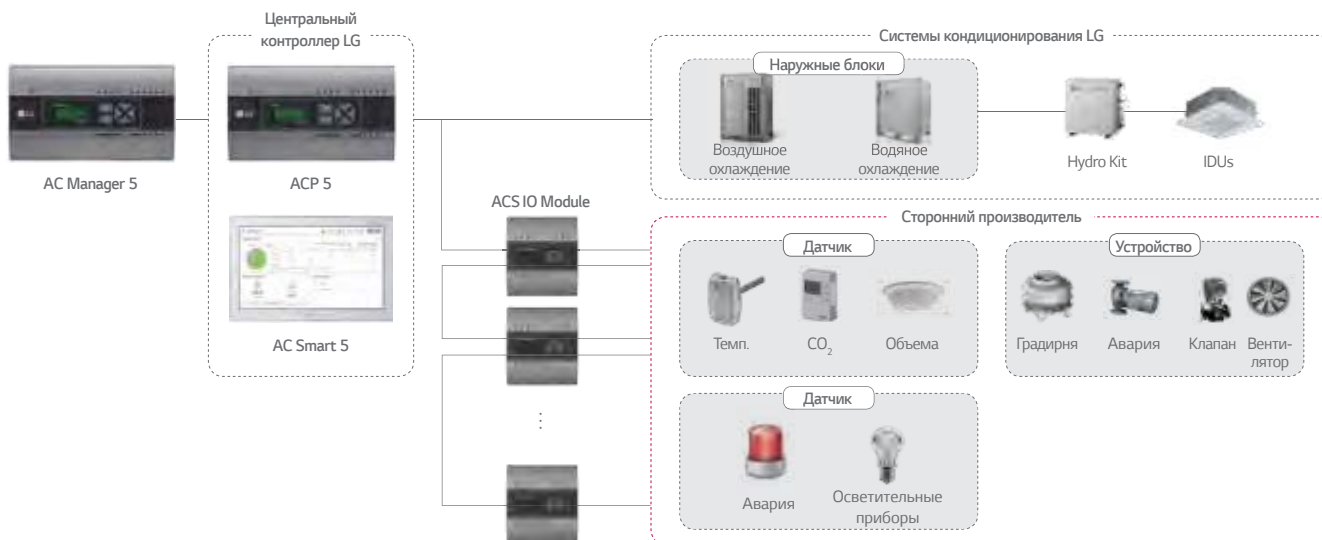 Центральный
контроллер LG
Системы кондиционирования LG
Наружные блоки
LG
LG
Воздушное
охлаждение
Водяное
охлаждение
Hydro Kit
IDUs
AC Manager 5
ACP 5
ACS IO Module
Сторонний производитель
Датчик
Устройство
Темп.
CO₂
Объема
Градирня
Авария
Клапан
Венти-
лятор
AC Smart 5
Датчик
Авария
Осветительные
приборы